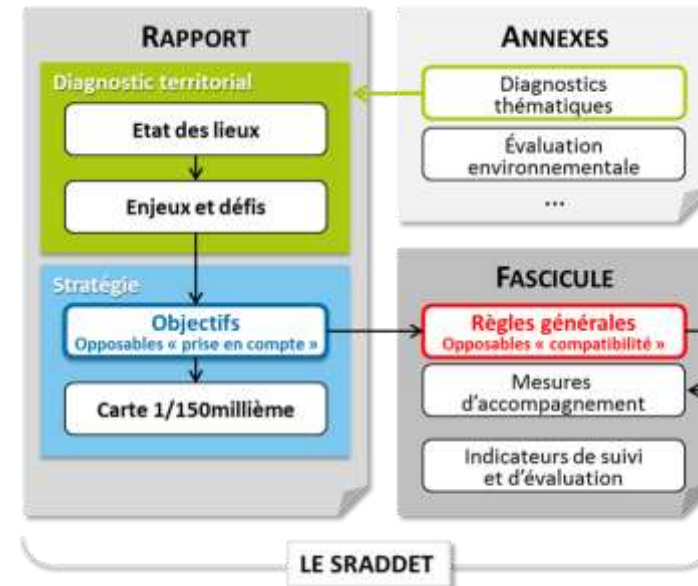 RAPPORT
Diagnostic territorial
Etat des lieux
Enjeux et défis
Stratégie
Objectifs
Opposables « prise en compte »
Carte 1/150millième
ANNEXES
Diagnostics
thématiques
Évaluation
environnementale
...
FASCICULE
Règles générales
Opposables « compatibilité »
Mesures
d'accompagnement
Indicateurs de suivi
et d'évaluation
LE SRADDET